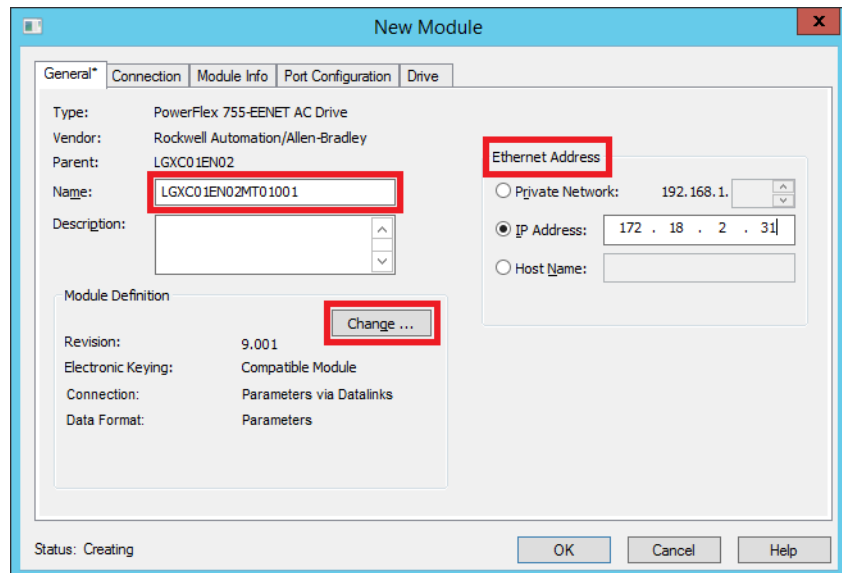 New Module
x
General* Connection Module Info Port Configuration Drive
Type: PowerFlex 755-EENET AC Drive
Vendor: Rockwell Automation/Allen-Bradley
Parent: LGXC01EN02
Name: LGXC01EN02MT01001
Description:
Ethernet Address
Private Network: 192.168.1.
IP Address: 172 . 18 . 2 . 31
Host Name:
Module Definition
Change ...
Revision: 9.001
Electronic Keying: Compatible Module
Connection: Parameters via Datalinks
Data Format: Parameters
Status: Creating
OK Cancel Help